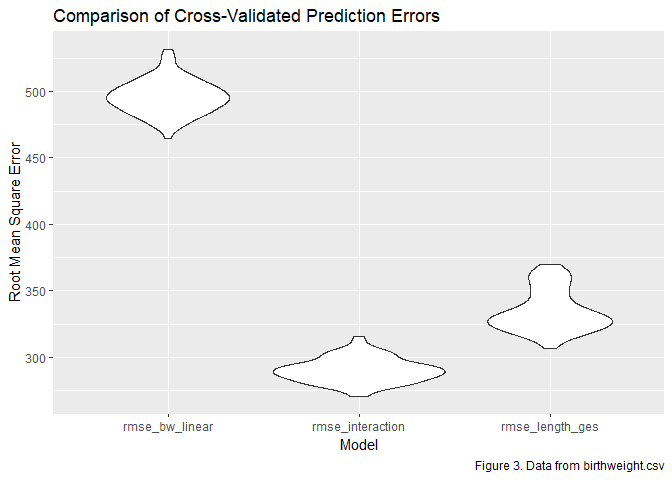 Comparison of Cross-Validated Prediction Errors
Root Mean Square Error
500
450
400
350
300
rmse_bw_linear rmse_interaction rmse_length_ges
Model
Figure 3. Data from birthweight.csv